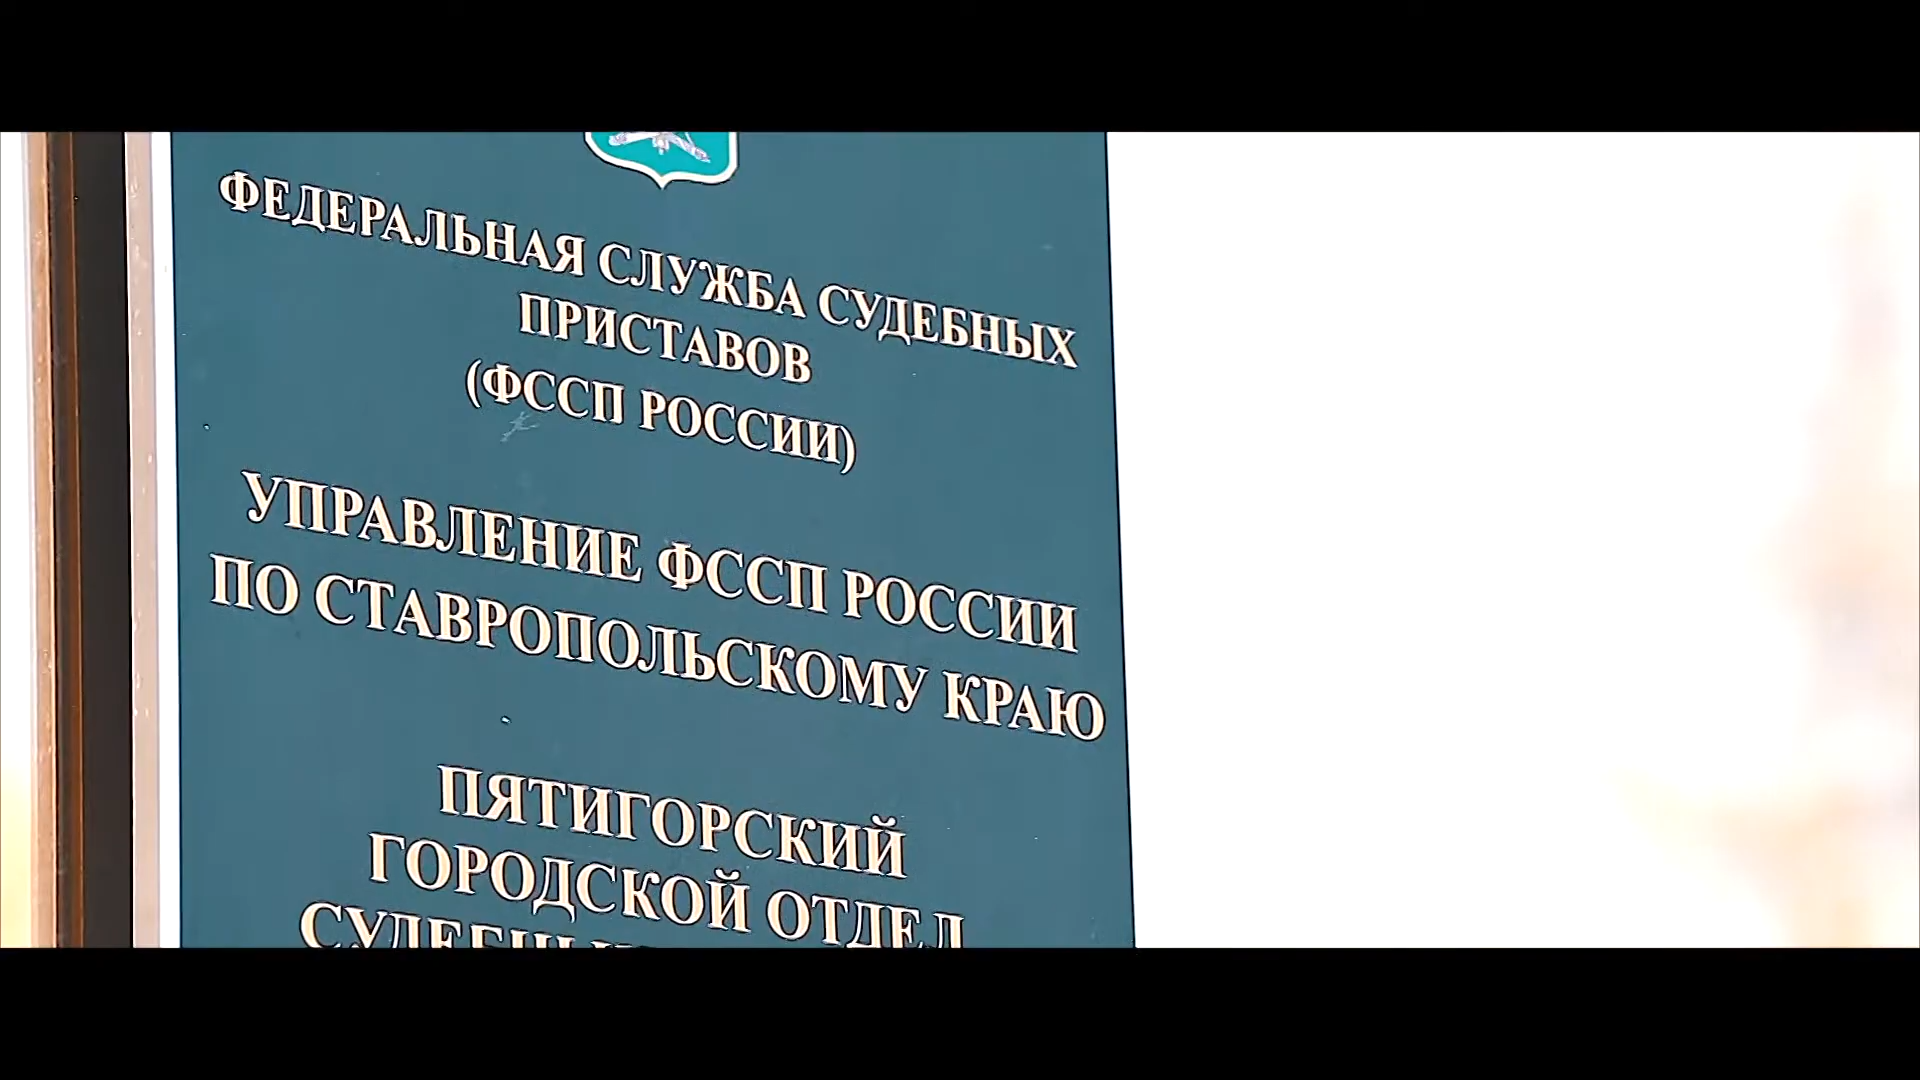 ФЕДЕРАЛЬНАЯ СЛУЖБА СУДЕБНЫХ
ПРИСТАВОВ
(ФССП РОССИИ)
УПРАВЛЕНИЕ ФССП РОССИИ
ПО СТАВРОПОЛЬСКОМУ КРАЮ
ПЯТИГОРСКИЙ
ГОРОДСКОЙ ОТДЕЛ